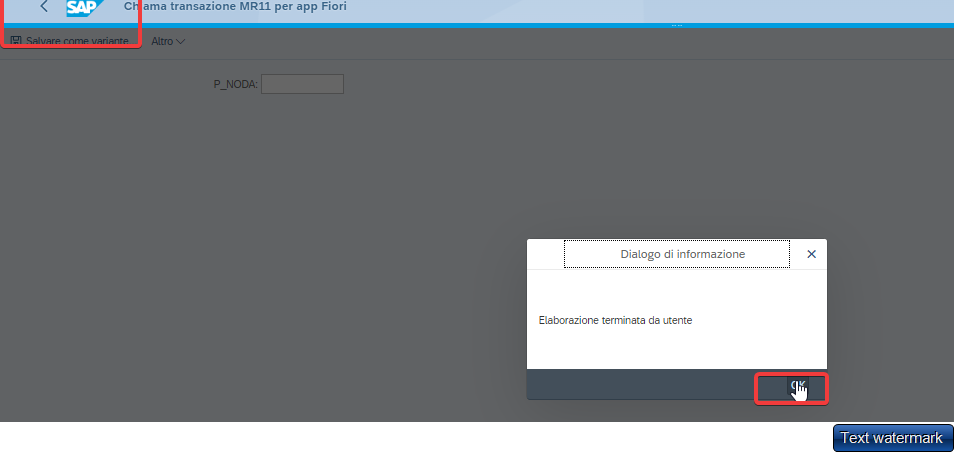 SAP
Chiama transazione MR11 per app Fiori
Salvare come variante Altro
P_NODA:
Dialogo di informazione
Elaborazione terminata da utente
OK
Text watermark